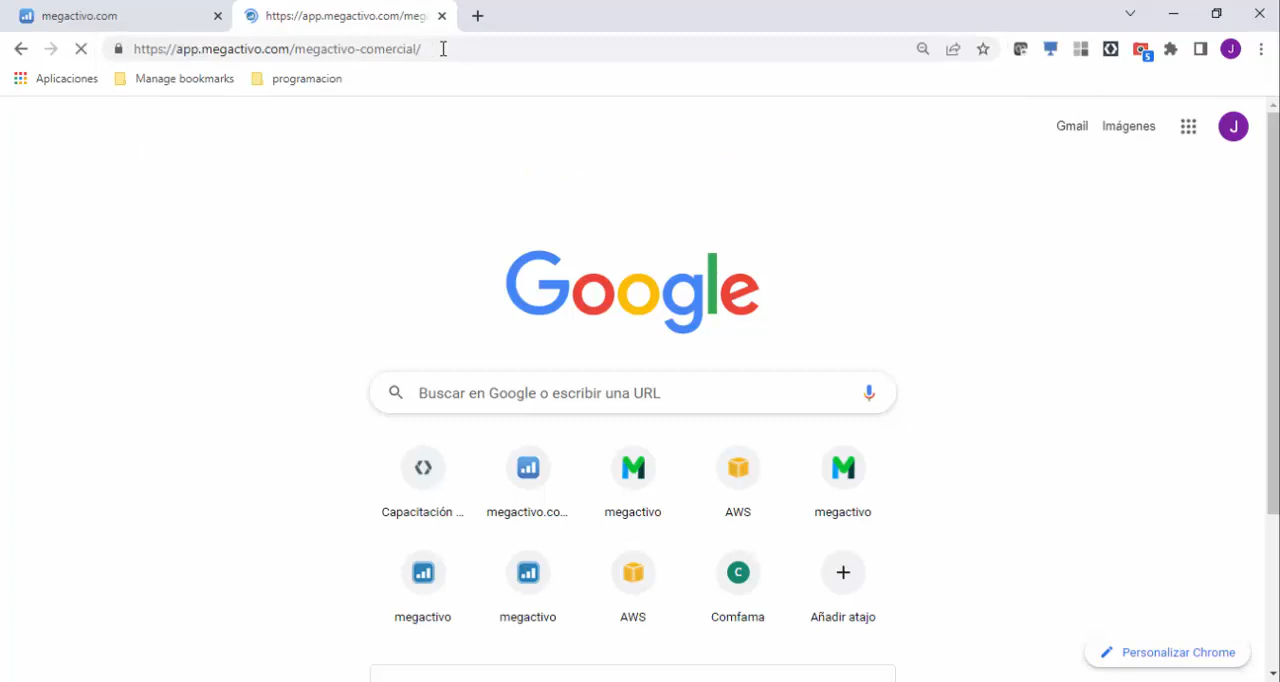 megactivo.com
https://app.megactivo.com/meg
https://app.megactivo.com/megactivo-comercial/
5
J
Aplicaciones
Manage bookmarks
programacion
Gmail
Imágenes
J
Google
Buscar en Google o escribir una URL
Capacitación ...
megactivo.co...
megactivo
AWS
megactivo
megactivo
megactivo
AWS
C
Comfama
Añadir atajo
Personalizar Chrome